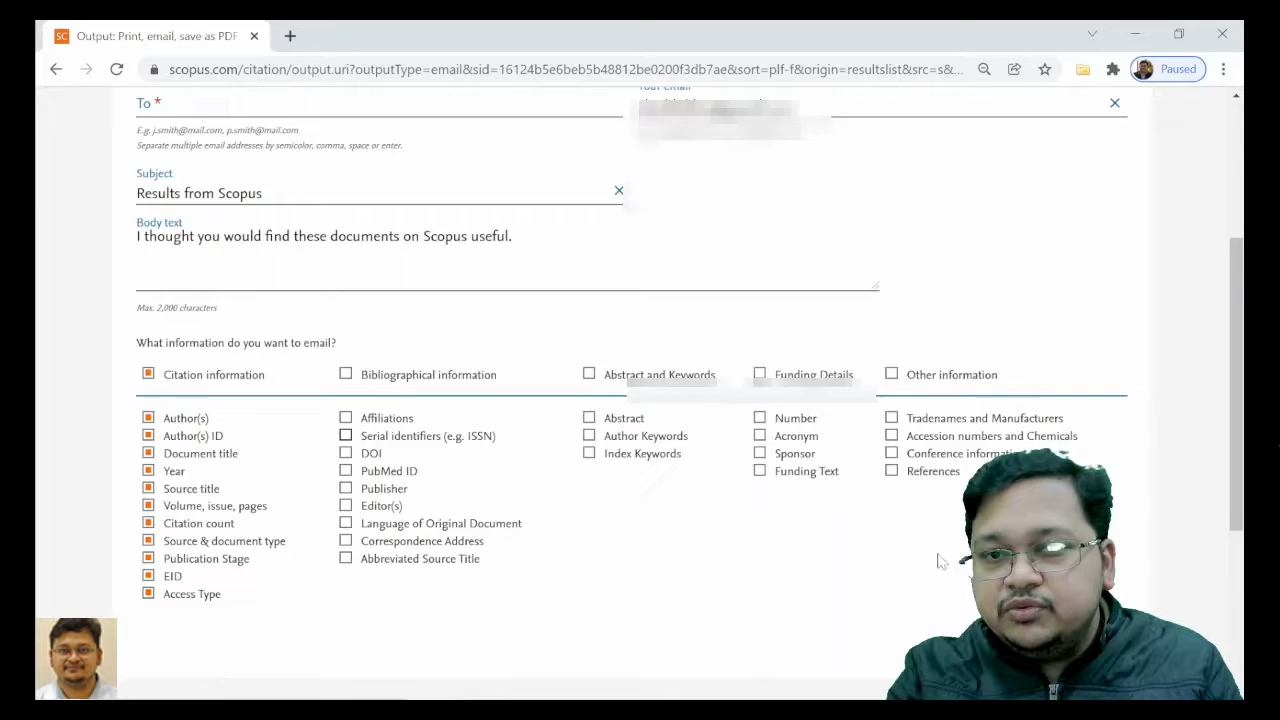 SC Output: Print, email, save as PDF
scopus.com/citation/output.uri?outputType=email&sid=16124b5e6beb5b48812be0200f3db7ae&sort=plf-f&origin=resultslist&src=s&...
Paused
To *
Your email
E.g. j.smith@mail.com, p.smith@mail.com
Separate multiple email addresses by semicolor, comma, space or enter.
Subject
Results from Scopus
Body text
I thought you would find these documents on Scopus useful.
Max. 2,000 characters
What information do you want to email?
Citation information
Bibliographical information
Abstract and Keywords
Funding Details
Other information
Author(s)
Author(s) ID
Document title
Year
Source title
Volume, issue, pages
Citation count
Source & document type
Publication Stage
EID
Access Type
Affiliations
Serial identifiers (e.g. ISSN)
DOI
PubMed ID
Publisher
Editor(s)
Language of Original Document
Correspondence Address
Abbreviated Source Title
Abstract
Author Keywords
Index Keywords
Number
Acronym
Sponsor
Funding Text
Tradenames and Manufacturers
Accession numbers and Chemicals
Conference
References